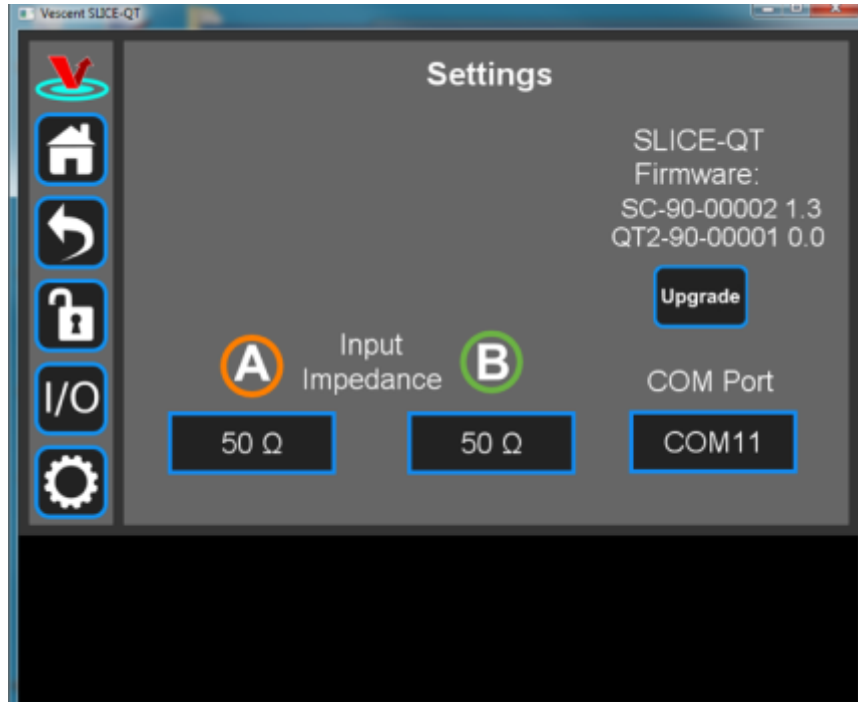 Vescent SLICE-QT
Settings
SLICE-QT
Firmware:
SC-90-00002 1.3
QT2-90-00001 0.0
Upgrade
A
Input
Impedance
B
I/O
COM Port
50 Ω
50 Ω
COM11